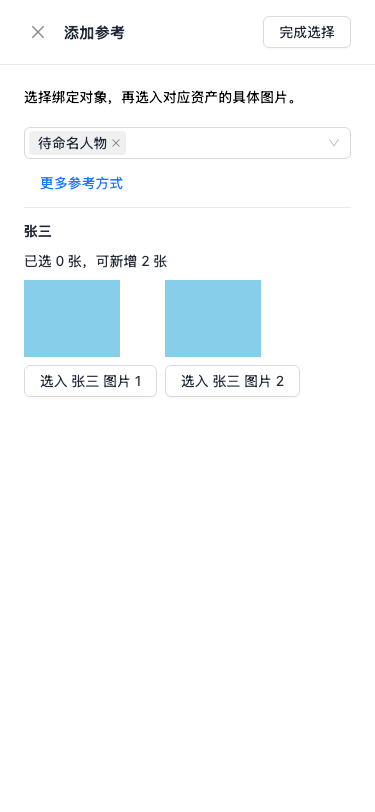 添加参考
完成选择
选择绑定对象，再选入对应资产的具体图片。
待命名人物
更多参考方式
张三
已选 0 张，可新增 2 张
选入 张三 图片 1
选入 张三 图片 2